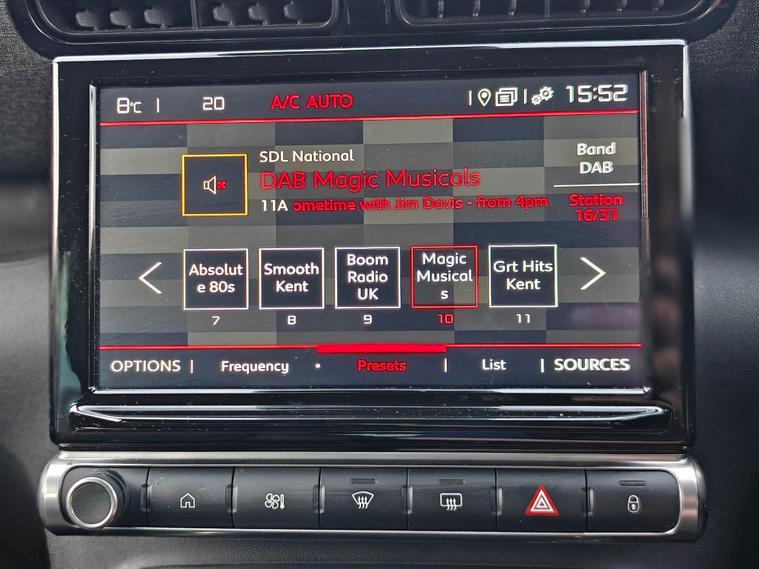 8°C | 20 A/C AUTO | | 15:52
SDL National
DAB Magic Musicals
11A ometime with Jim Davis - from 4pm
Band
DAB
Station
16/31
Absolut
e 80s
7
Smooth
Kent
8
Boom
Radio
UK
9
Magic
Musical
s
10
Grt Hits
Kent
11
OPTIONS | Frequency • Presets | List | SOURCES